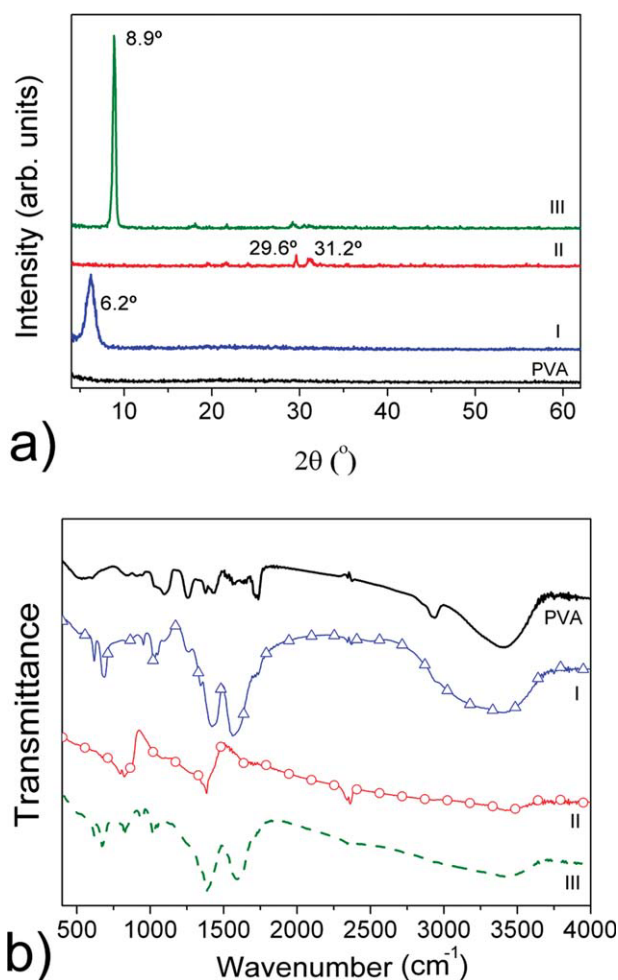 8.9º
III
29.6º 31.2º
II
6.2º
I
PVA
Intensity (arb. units)
10 20 30 40 50 60
2θ (º)
a)
PVA
I
II
III
Transmittance
500 1000 1500 2000 2500 3000 3500 4000
Wavenumber (cm⁻¹)
b)